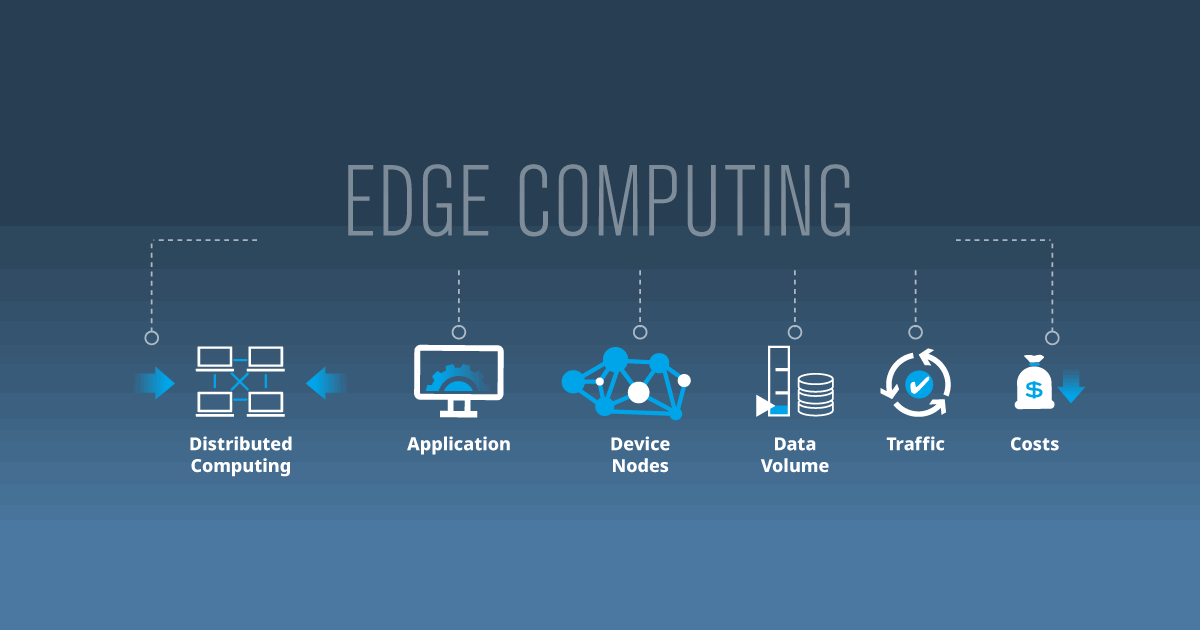 EDGE COMPUTING
Distributed
Computing
Application
Device
Nodes
Data
Volume
Traffic
$
Costs